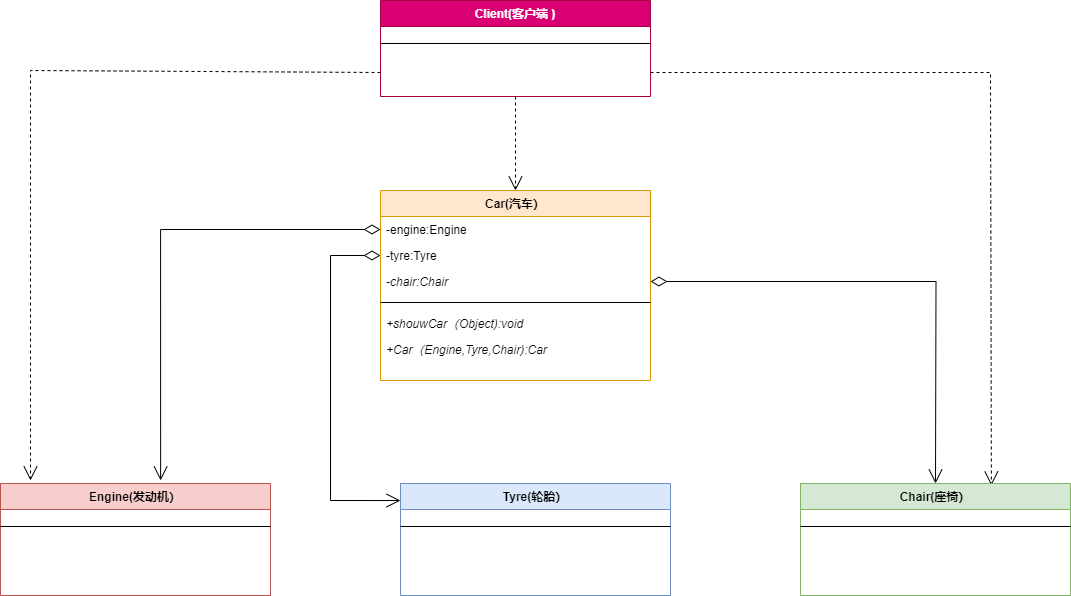 Client(客户端 )
Car(汽车)
-engine:Engine
-tyre:Tyre
-chair:Chair
+shouwCar（Object):void
+Car（Engine,Tyre,Chair):Car
Engine(发动机)
Tyre(轮胎)
Chair(座椅)